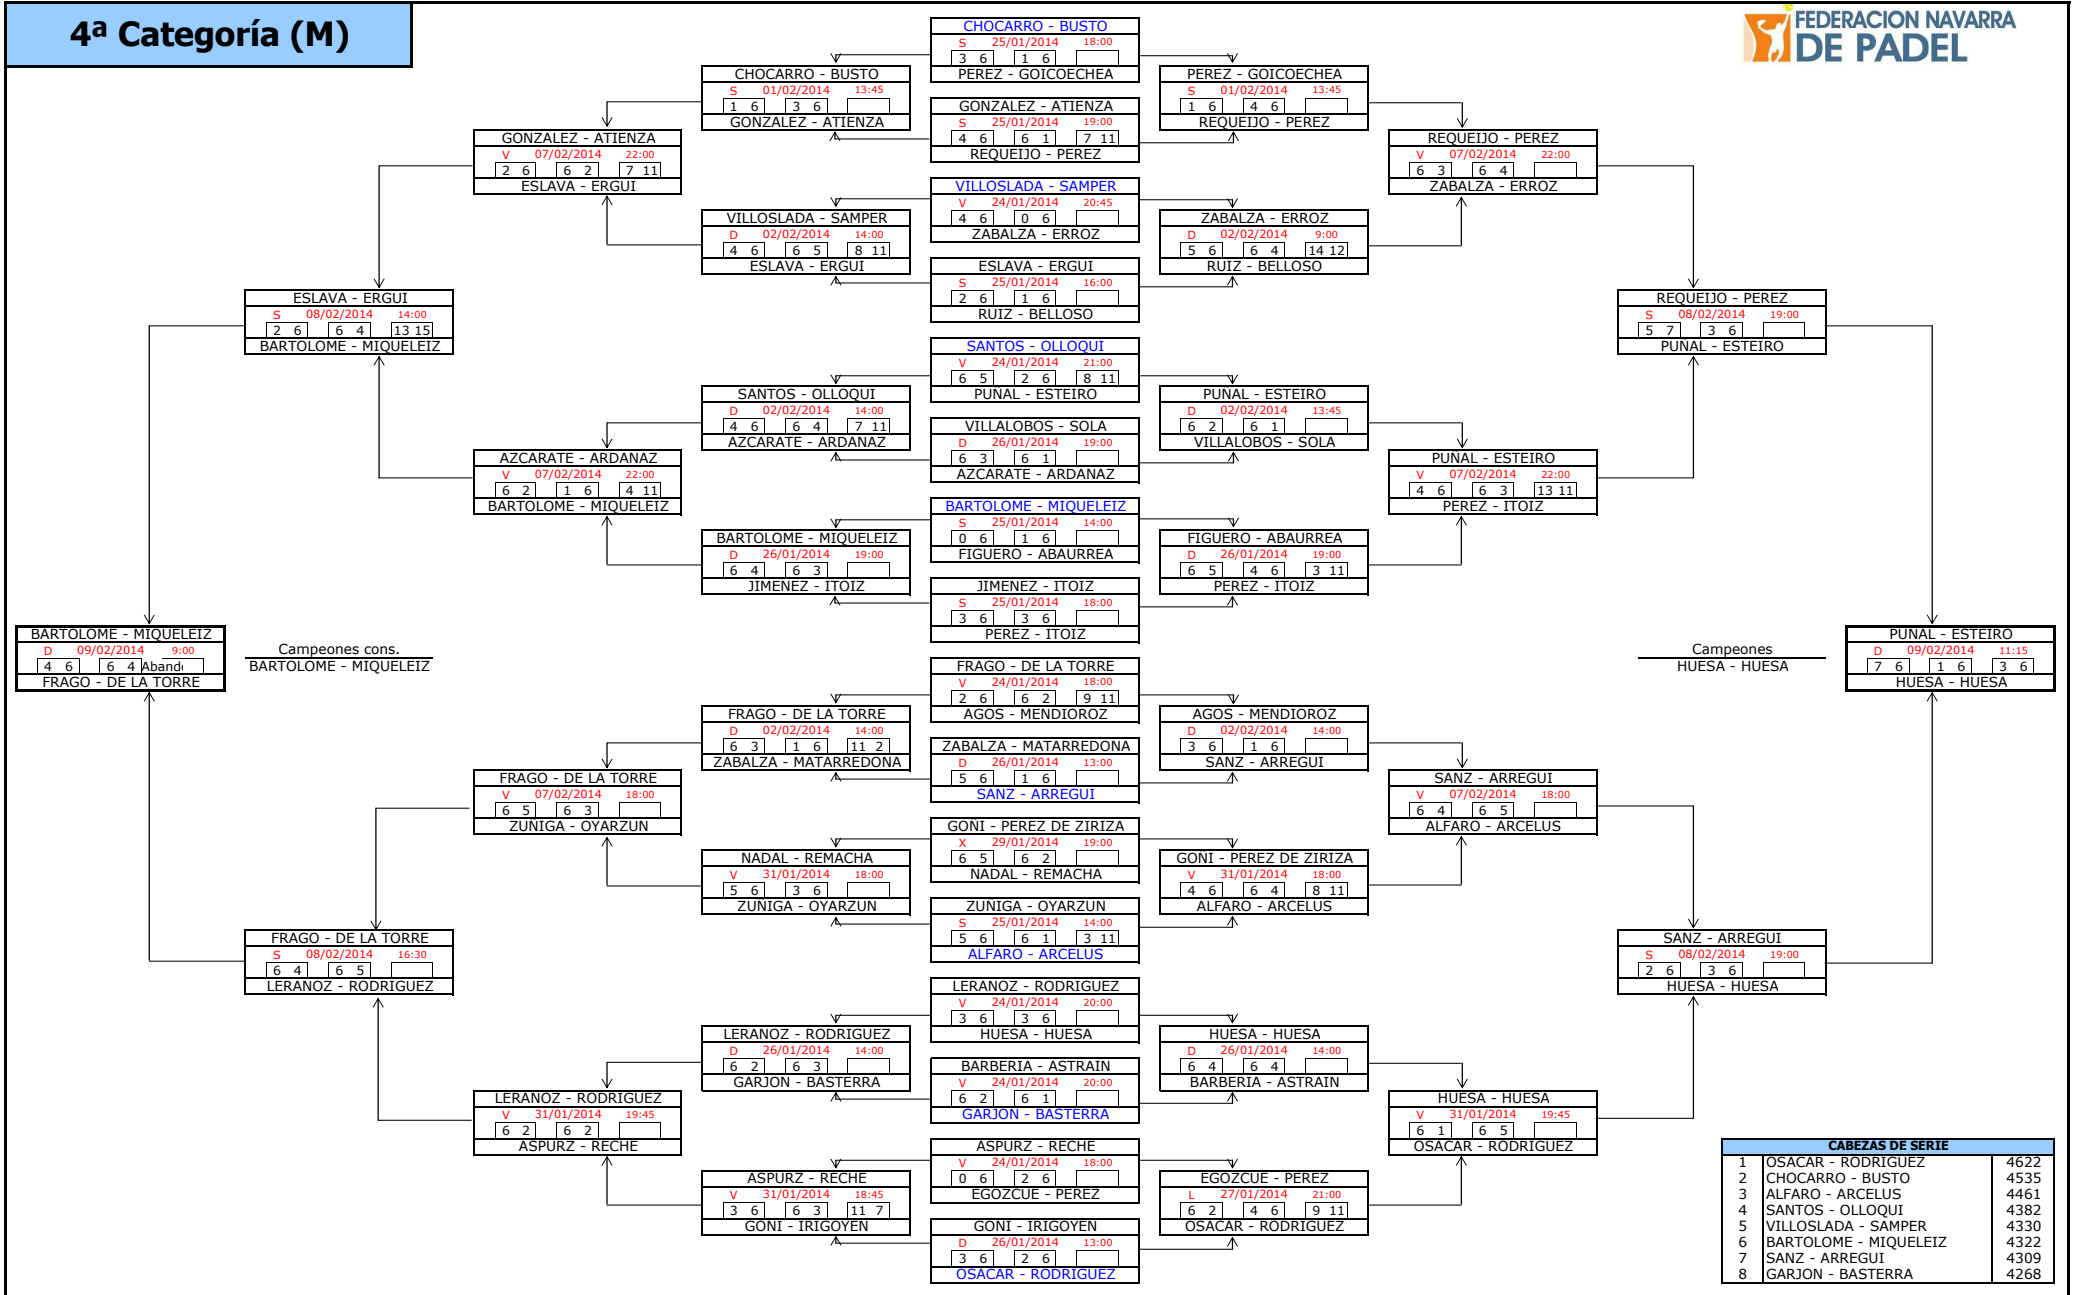 4ª Categoría (M)
FEDERACION NAVARRA
DE PADEL
CHOCARRO - BUSTO
S 25/01/2014 18:00
3 6 1 6
PEREZ - GOICOECHEA
GONZALEZ - ATIENZA
S 25/01/2014 19:00
4 6 6 1 7 11
REQUEIJO - PEREZ
VILLOSLADA - SAMPER
V 24/01/2014 20:45
4 6 0 6
ZABALZA - ERROZ
ESLAVA - ERGUI
S 25/01/2014 16:00
2 6 1 6
RUIZ - BELLOSO
SANTOS - OLLOQUI
V 24/01/2014 21:00
6 5 2 6 8 11
PUÑAL - ESTEIRO
VILLALOBOS - SOLA
D 26/01/2014 19:00
6 3 6 1
AZCARATE - ARDANAZ
BARTOLOME - MIQUELEIZ
S 25/01/2014 14:00
0 6 1 6
FIGUERO - ABAURREA
JIMENEZ - ITOIZ
S 25/01/2014 18:00
3 6 3 6
PEREZ - ITOIZ
FRAGO - DE LA TORRE
V 24/01/2014 18:00
2 6 6 2 9 11
AGOS - MENDIOROZ
ZABALZA - MATARREDONA
D 26/01/2014 13:00
5 6 1 6
SANZ - ARREGUI
GOÑI - PEREZ DE ZIRIZA
X 29/01/2014 19:00
6 5 6 2
NADAL - REMACHA
ZUÑIGA - OYARZUN
S 25/01/2014 14:00
5 6 6 1 3 11
ALFARO - ARCELUS
LERANOZ - RODRIGUEZ
V 24/01/2014 20:00
3 6 3 6
HUESA - HUESA
BARBERIA - ASTRAIN
V 24/01/2014 20:00
6 2 6 1
GARJON - BASTERRA
ASPURZ - RECHE
V 24/01/2014 18:00
0 6 2 6
EGOZCUE - PEREZ
GOÑI - IRIGOYEN
D 26/01/2014 13:00
3 6 2 6
OSACAR - RODRIGUEZ
CHOCARRO - BUSTO
S 01/02/2014 13:45
1 6 3 6
GONZALEZ - ATIENZA
VILLOSLADA - SAMPER
D 02/02/2014 14:00
4 6 6 5 8 11
ESLAVA - ERGUI
SANTOS - OLLOQUI
D 02/02/2014 14:00
4 6 6 4 7 11
AZCARATE - ARDANAZ
BARTOLOME - MIQUELEIZ
D 26/01/2014 19:00
6 4 6 3
JIMENEZ - ITOIZ
FRAGO - DE LA TORRE
D 02/02/2014 14:00
6 3 1 6 11 2
ZABALZA - MATARREDONA
NADAL - REMACHA
V 31/01/2014 18:00
5 6 3 6
ZUÑIGA - OYARZUN
LERANOZ - RODRIGUEZ
D 26/01/2014 14:00
6 2 6 3
GARJON - BASTERRA
ASPURZ - RECHE
V 31/01/2014 18:45
3 6 6 3 11 7
GOÑI - IRIGOYEN
GONZALEZ - ATIENZA
V 07/02/2014 22:00
2 6 6 2 7 11
ESLAVA - ERGUI
AZCARATE - ARDANAZ
V 07/02/2014 22:00
6 2 1 6 4 11
BARTOLOME - MIQUELEIZ
FRAGO - DE LA TORRE
V 07/02/2014 18:00
6 5 6 3
ZUÑIGA - OYARZUN
LERANOZ - RODRIGUEZ
V 31/01/2014 19:45
6 2 6 2
ASPURZ - RECHE
ESLAVA - ERGUI
S 08/02/2014 14:00
2 6 6 4 13 15
BARTOLOME - MIQUELEIZ
FRAGO - DE LA TORRE
S 08/02/2014 16:30
6 4 6 5
LERANOZ - RODRIGUEZ
BARTOLOME - MIQUELEIZ
D 09/02/2014 9:00
4 6 6 4
FRAGO - DE LA TORRE
Campeones cons.
BARTOLOME - MIQUELEIZ
PEREZ - GOICOECHEA
S 01/02/2014 13:45
1 6 4 6
REQUEIJO - PEREZ
ZABALZA - ERROZ
D 02/02/2014 9:00
5 6 6 4 14 12
RUIZ - BELLOSO
PUÑAL - ESTEIRO
D 02/02/2014 13:45
6 2 6 1
VILLALOBOS - SOLA
FIGUERO - ABAURREA
D 26/01/2014 19:00
6 5 4 6 3 11
PEREZ - ITOIZ
AGOS - MENDIOROZ
D 02/02/2014 14:00
3 6 1 6
SANZ - ARREGUI
GOÑI - PEREZ DE ZIRIZA
V 31/01/2014 18:00
4 6 6 4 8 11
ALFARO - ARCELUS
HUESA - HUESA
D 26/01/2014 14:00
6 4 6 4
BARBERIA - ASTRAIN
EGOZCUE - PEREZ
L 27/01/2014 21:00
6 2 4 6 9 11
OSACAR - RODRIGUEZ
REQUEIJO - PEREZ
V 07/02/2014 22:00
6 3 6 4
ZABALZA - ERROZ
PUÑAL - ESTEIRO
V 07/02/2014 22:00
4 6 6 3 13 11
PEREZ - ITOIZ
SANZ - ARREGUI
V 07/02/2014 18:00
6 4 6 5
ALFARO - ARCELUS
HUESA - HUESA
V 31/01/2014 19:45
6 1 6 5
OSACAR - RODRIGUEZ
REQUEIJO - PEREZ
S 08/02/2014 19:00
5 7 3 6
PUÑAL - ESTEIRO
SANZ - ARREGUI
S 08/02/2014 19:00
2 6 3 6
HUESA - HUESA
Campeones
HUESA - HUESA
PUÑAL - ESTEIRO
D 09/02/2014 11:15
7 6 1 6 3 6
HUESA - HUESA
CABEZAS DE SERIE
1 OSACAR - RODRIGUEZ 4622
2 CHOCARRO - BUSTO 4535
3 ALFARO - ARCELUS 4461
4 SANTOS - OLLOQUI 4382
5 VILLOSLADA - SAMPER 4330
6 BARTOLOME - MIQUELEIZ 4322
7 SANZ - ARREGUI 4309
8 GARJON - BASTERRA 4268